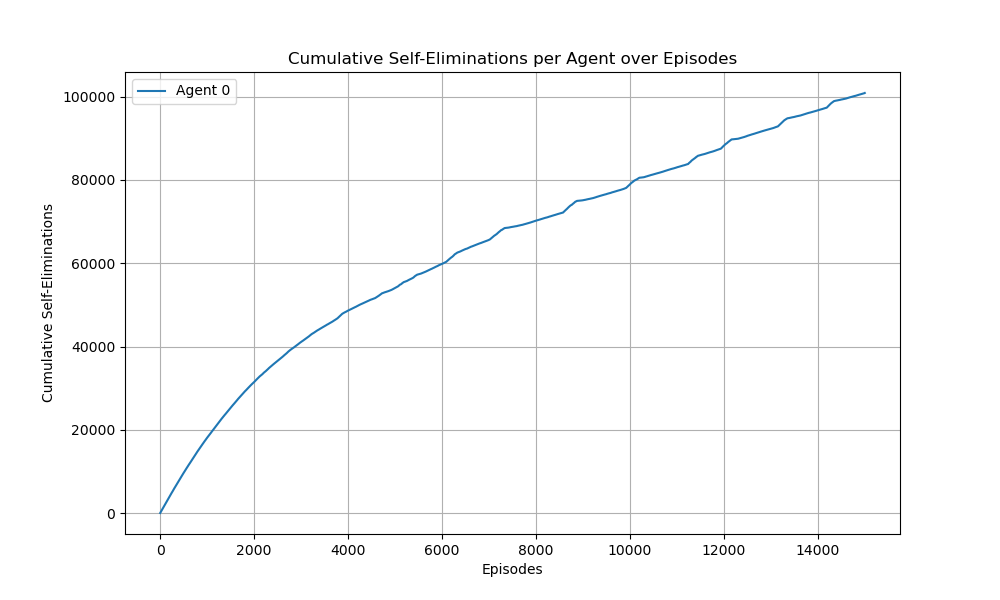 Cumulative Self-Eliminations per Agent over Episodes
Agent 0
100000
80000
60000
40000
20000
0
Cumulative Self-Eliminations
0 2000 4000 6000 8000 10000 12000 14000
Episodes